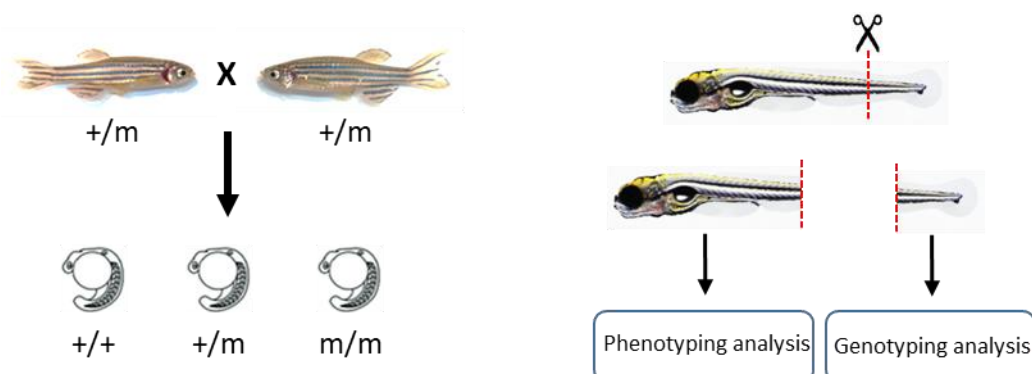 X
+/m
+/m
+/+
+/m
m/m
Phenotyping analysis
Genotyping analysis